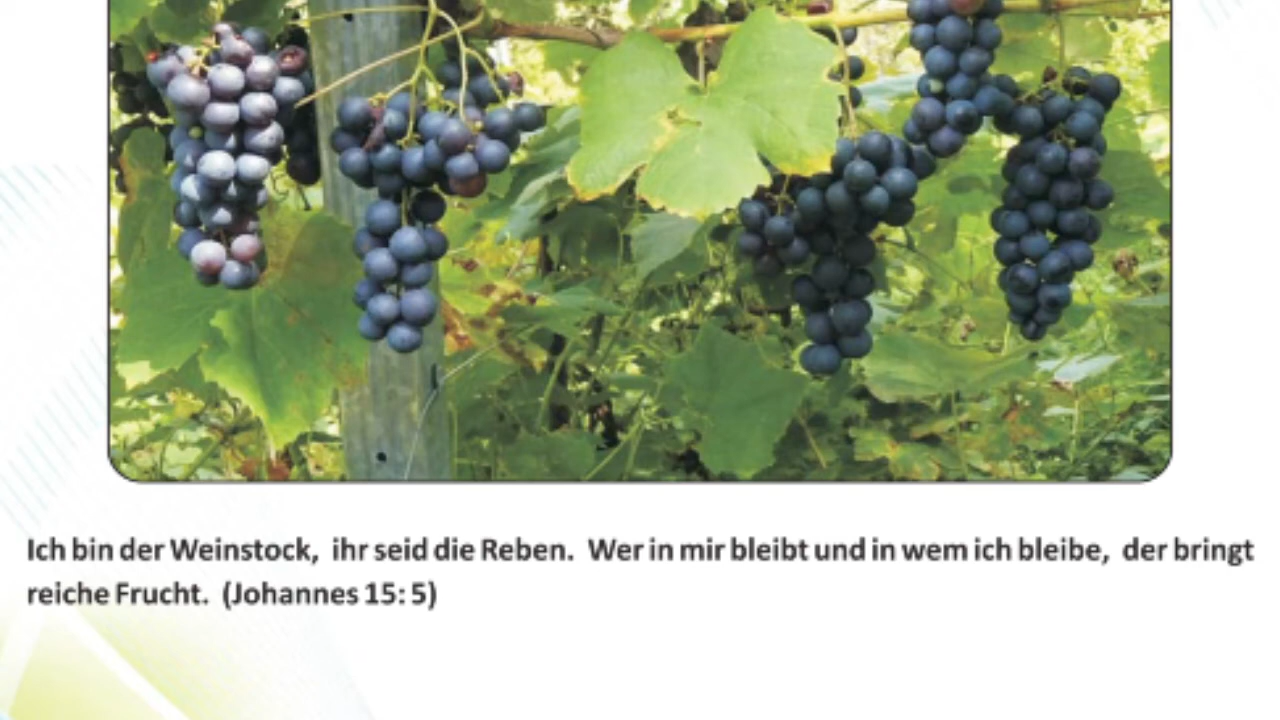 Ich bin der Weinstock, ihr seid die Reben. Wer in mir bleibt und in wem ich bleibe, der bringt
reiche Frucht. (Johannes 15: 5)